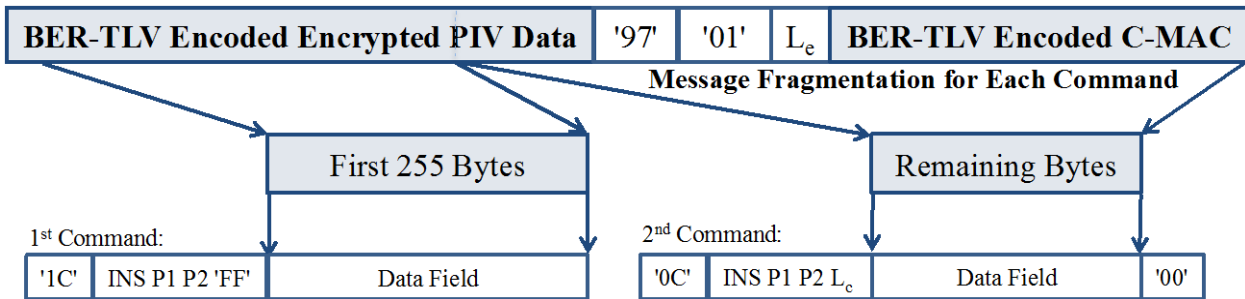 BER-TLV Encoded Encrypted PIV Data '97' '01' Le BER-TLV Encoded C-MAC
Message Fragmentation for Each Command
First 255 Bytes Remaining Bytes
1st Command: 2nd Command:
'1C' INS P1 P2 'FF' Data Field '0C' INS P1 P2 Lc Data Field '00'